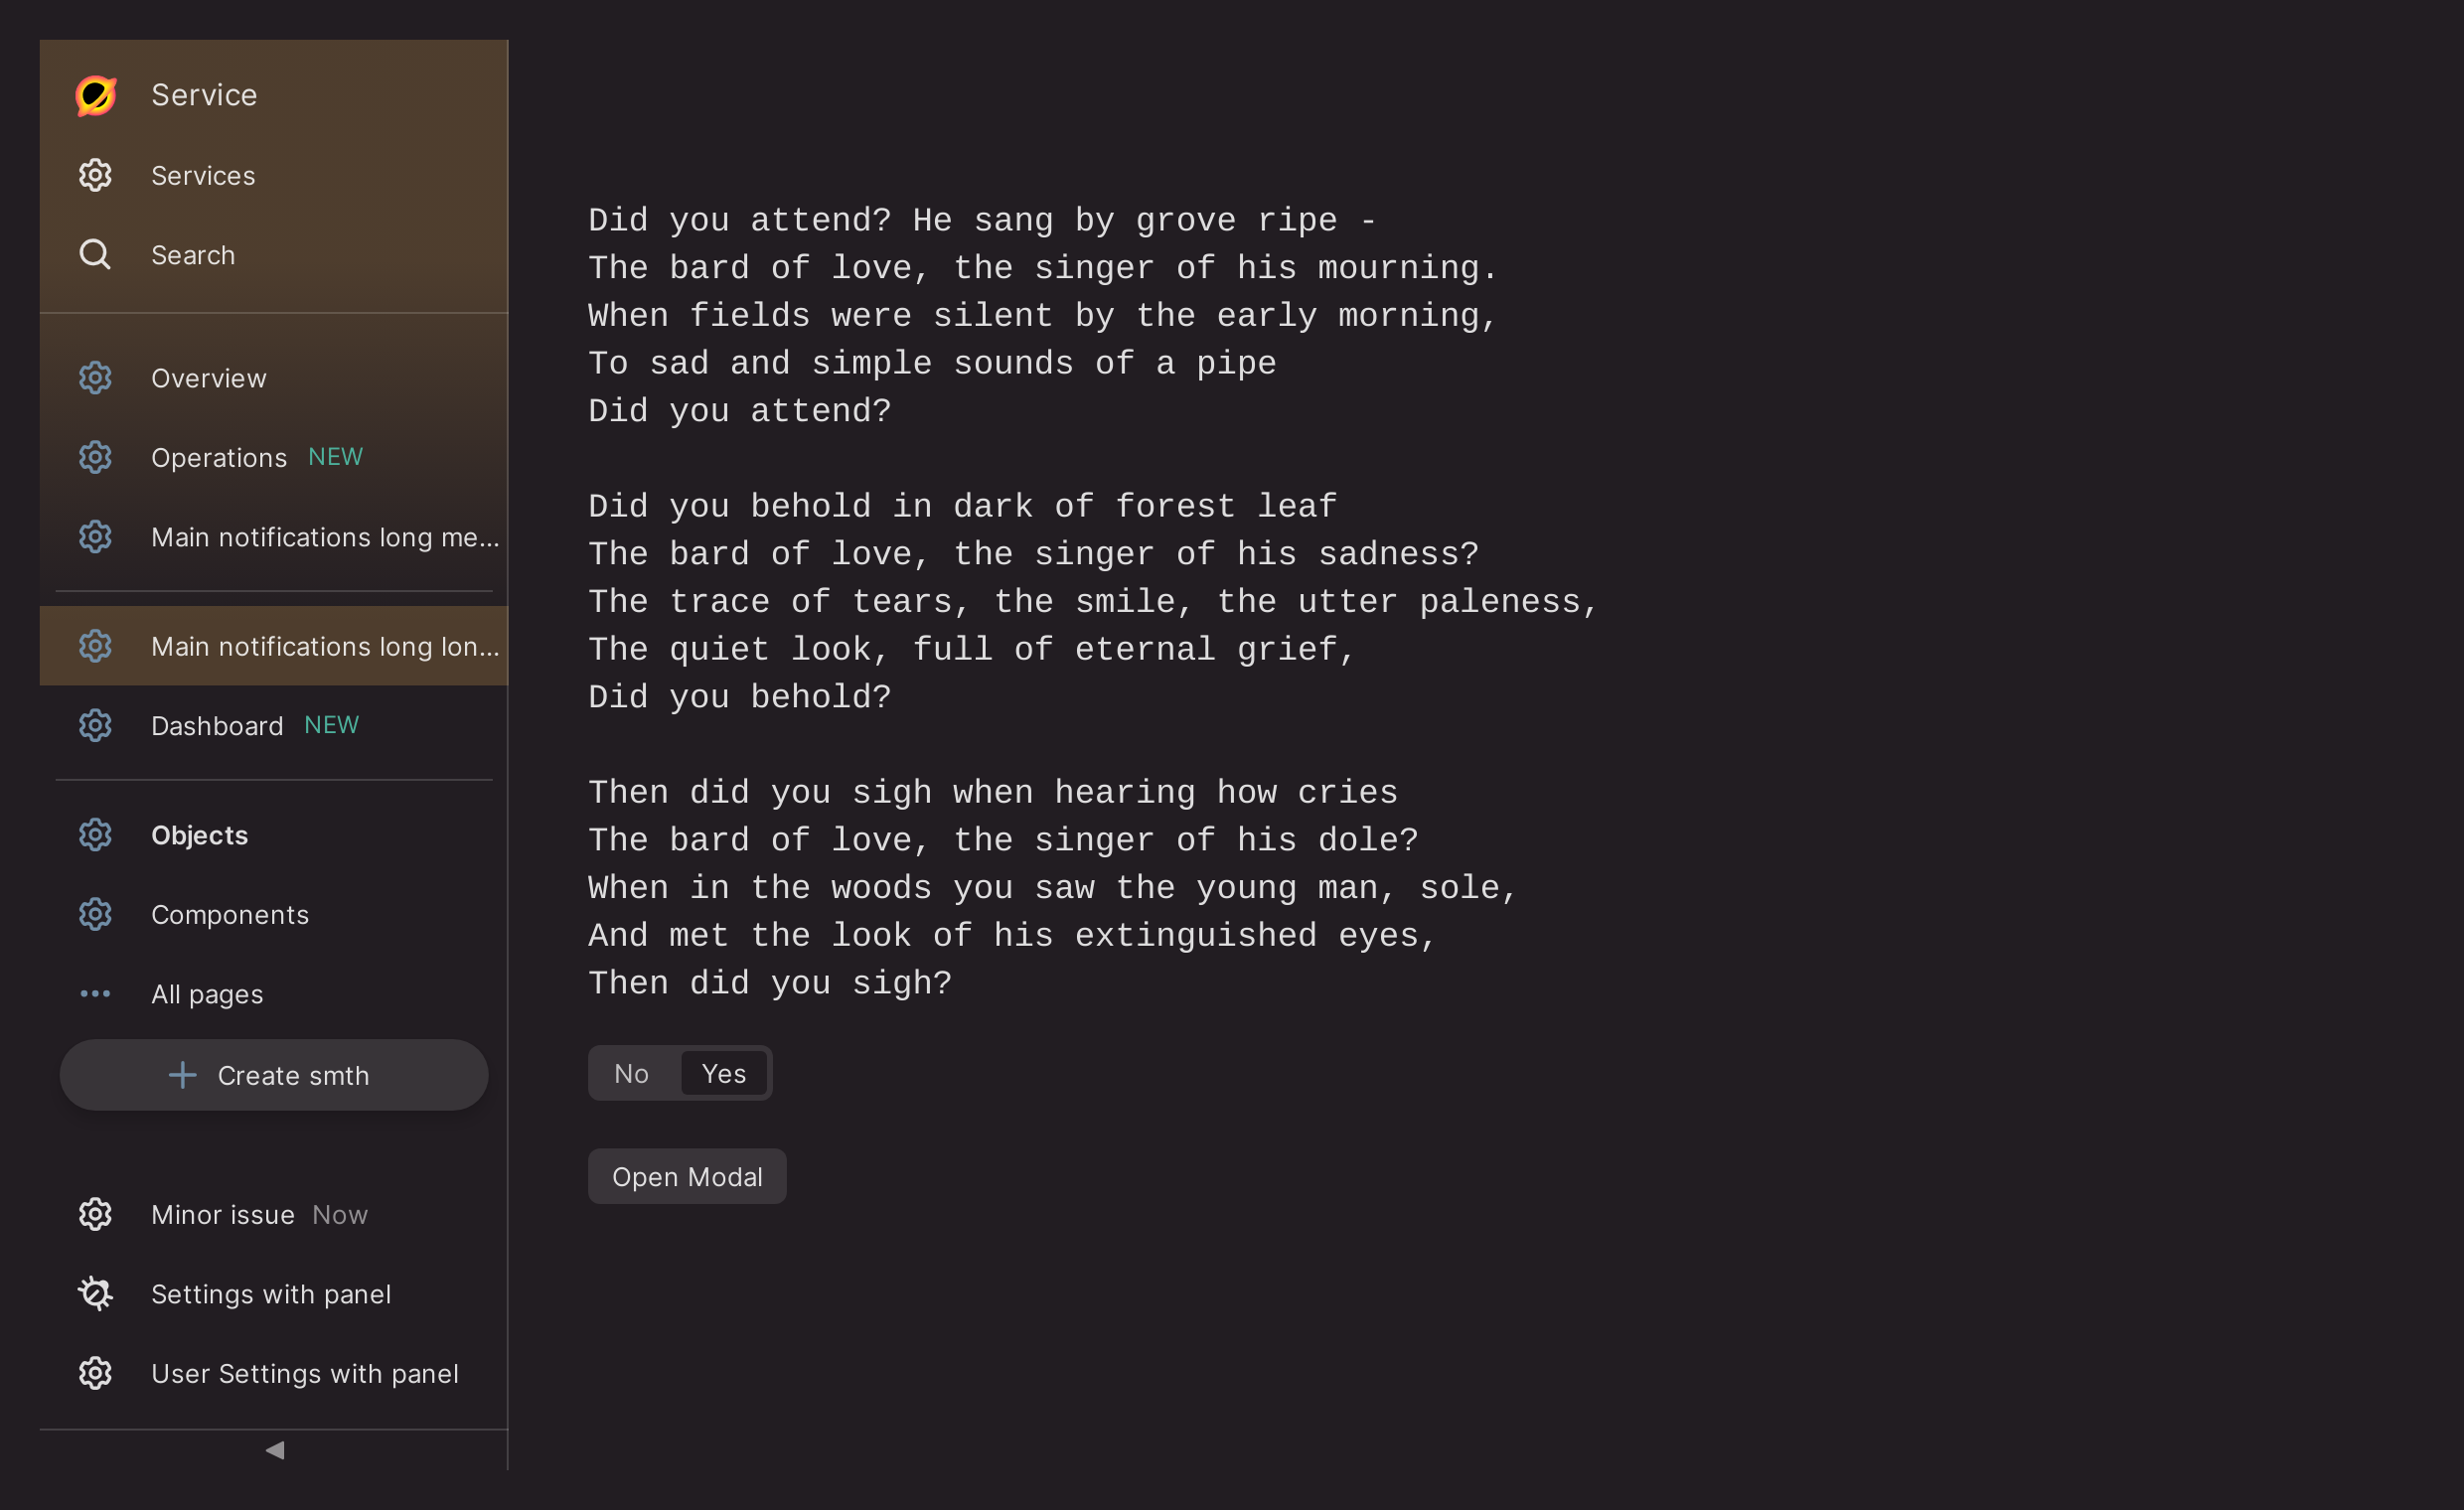 Service
Services
Search
Overview
Operations NEW
Main notifications long me...
Main notifications long lon...
Dashboard NEW
Objects
Components
All pages
Create smth
Minor issue Now
Settings with panel
User Settings with panel
Did you attend? He sang by grove ripe -
The bard of love, the singer of his mourning.
When fields were silent by the early morning,
To sad and simple sounds of a pipe
Did you attend?
Did you behold in dark of forest leaf
The bard of love, the singer of his sadness?
The trace of tears, the smile, the utter paleness,
The quiet look, full of eternal grief,
Did you behold?
Then did you sigh when hearing how cries
The bard of love, the singer of his dole?
When in the woods you saw the young man, sole,
And met the look of his extinguished eyes,
Then did you sigh?
No Yes
Open Modal